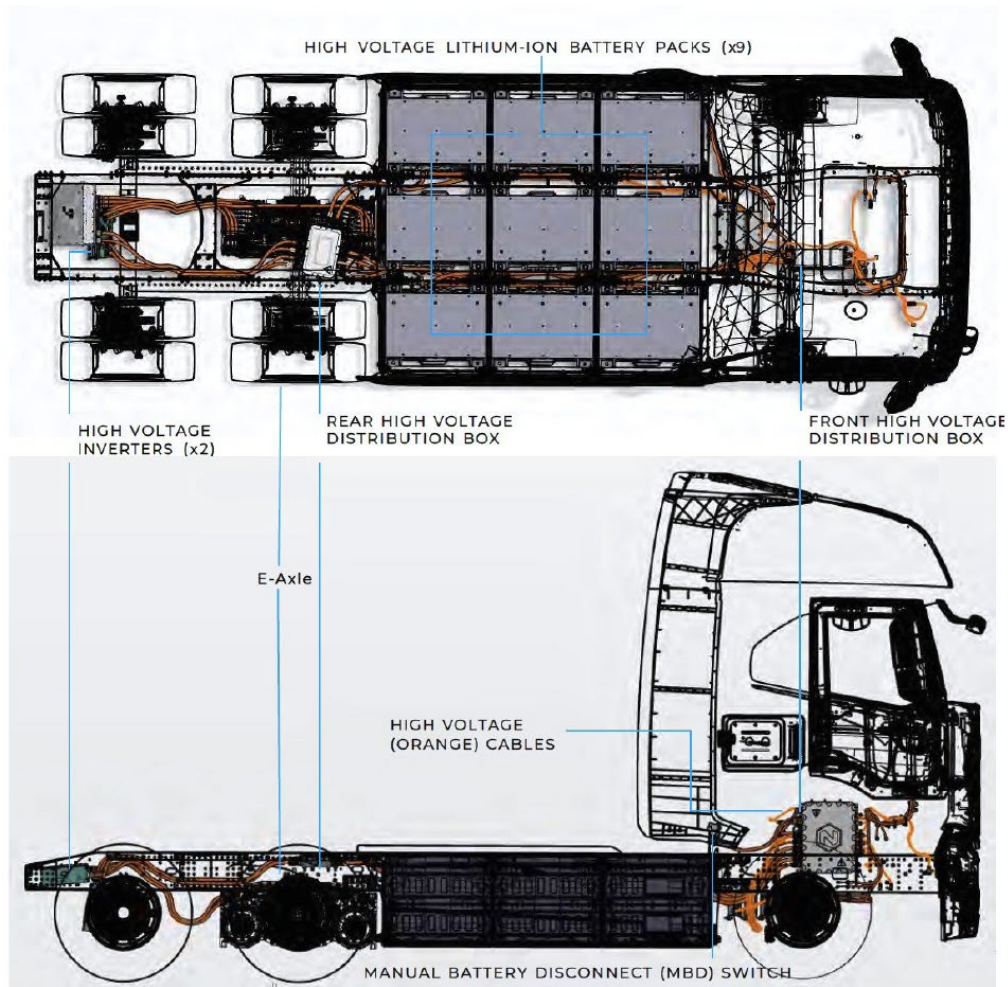 HIGH VOLTAGE LITHIUM-ION BATTERY PACKS (x9)
HIGH VOLTAGE
INVERTERS (x2)
REAR HIGH VOLTAGE
DISTRIBUTION BOX
FRONT HIGH VOLTAGE
DISTRIBUTION BOX
E-Axle
HIGH VOLTAGE
(ORANGE) CABLES
MANUAL BATTERY DISCONNECT (MBD) SWITCH